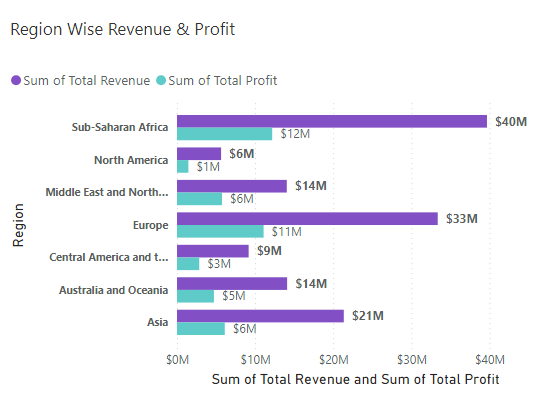 Region Wise Revenue & Profit
Sum of Total Revenue Sum of Total Profit
Region
Sub-Saharan Africa $40M
$12M
North America $6M
$1M
Middle East and North... $14M
$6M
Europe $33M
$11M
Central America and t... $9M
$3M
Australia and Oceania $14M
$5M
Asia $21M
$6M
$0M $10M $20M $30M $40M
Sum of Total Revenue and Sum of Total Profit